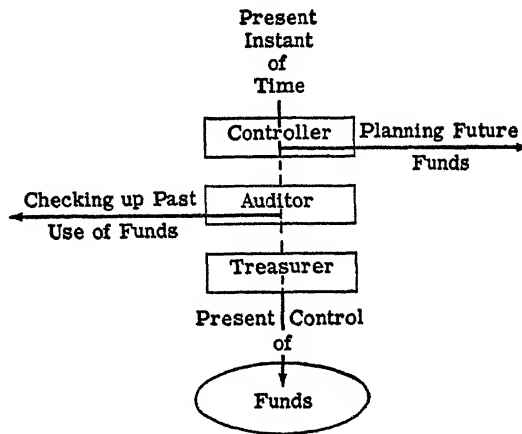 Present
Instant
of
Time
Controller
Planning Future
Funds
Checking up Past
Auditor
Use of Funds
Treasurer
Present Control
of
Funds